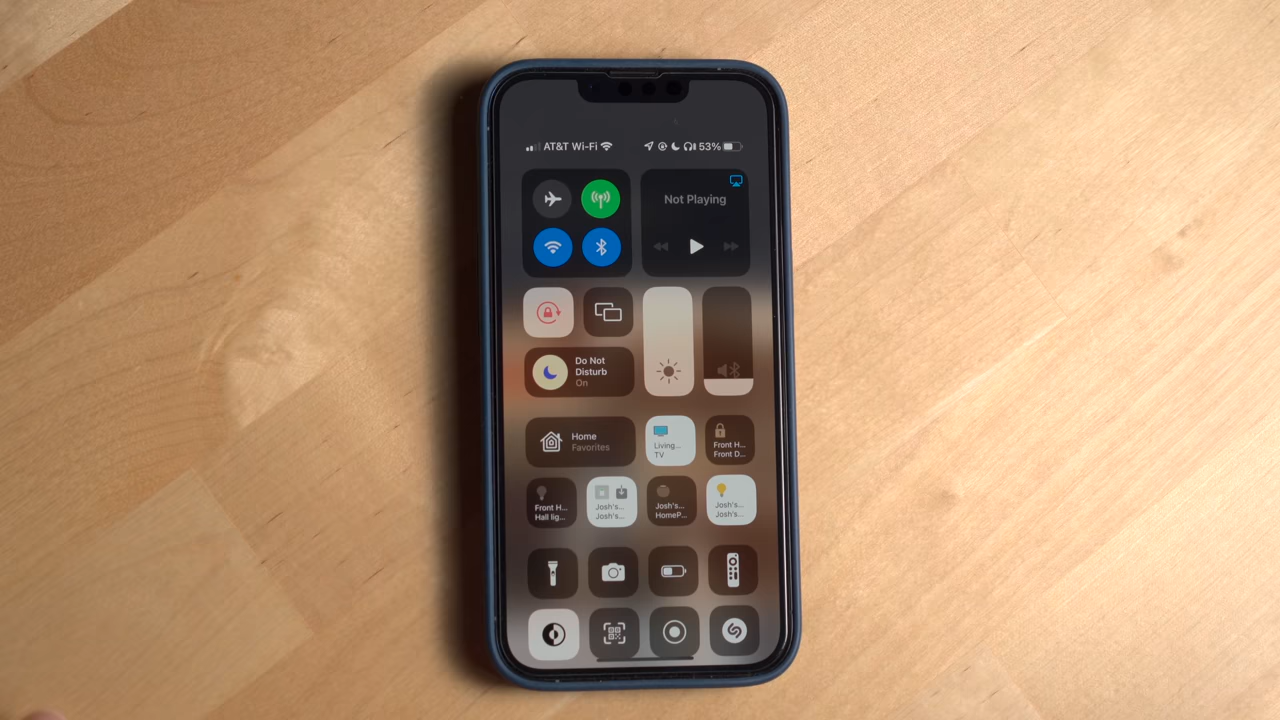 AT&T Wi-Fi 53%
Not Playing
Do Not
Disturb
On
Home
Favorites
Living...
TV
Front H...
Front D...
Front H...
Hall lig...
Josh's...
Josh's...
Josh's...
HomeP...
Josh's...
Josh's...